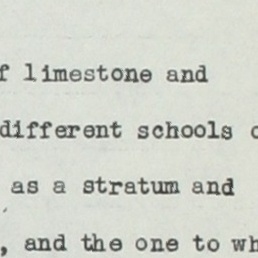 f limestone and
different schools o
as a stratum and
, and the one to wh